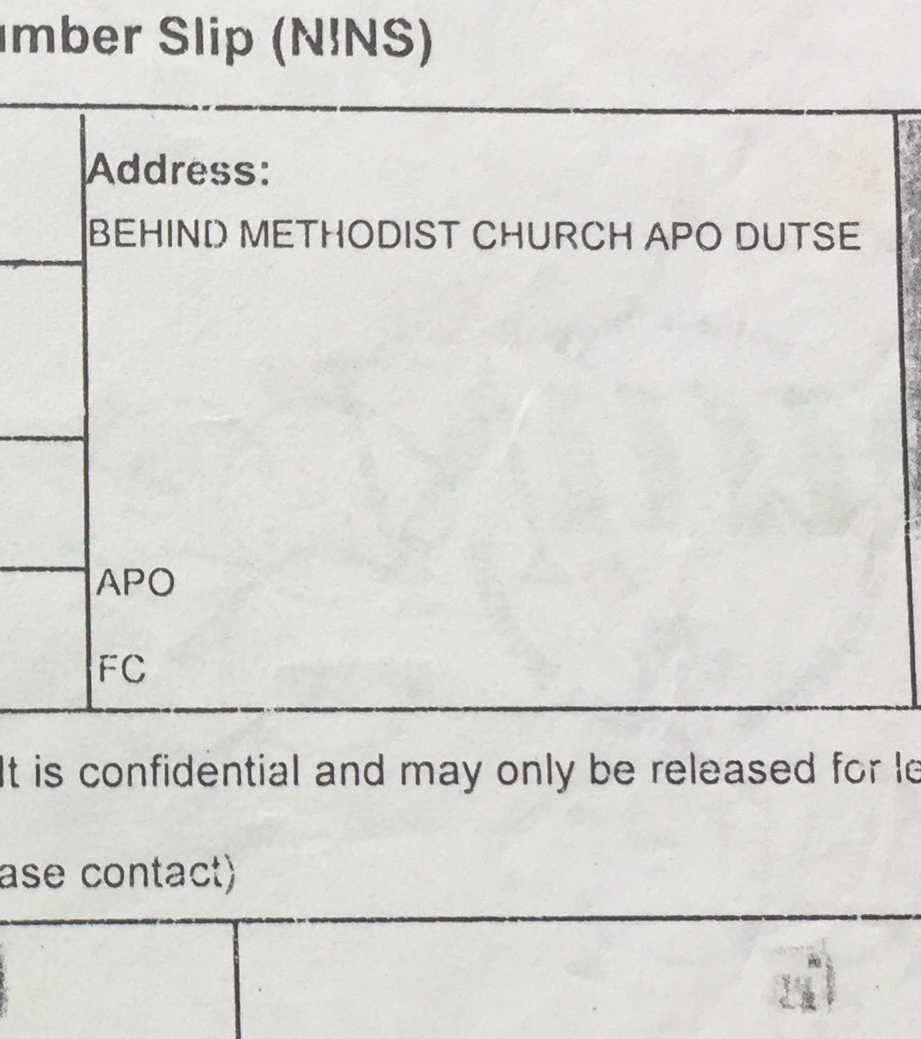 umber Slip (NINS)
Address:
BEHIND METHODIST CHURCH APO DUTSE
APO
FC
It is confidential and may only be released for le
ase contact)